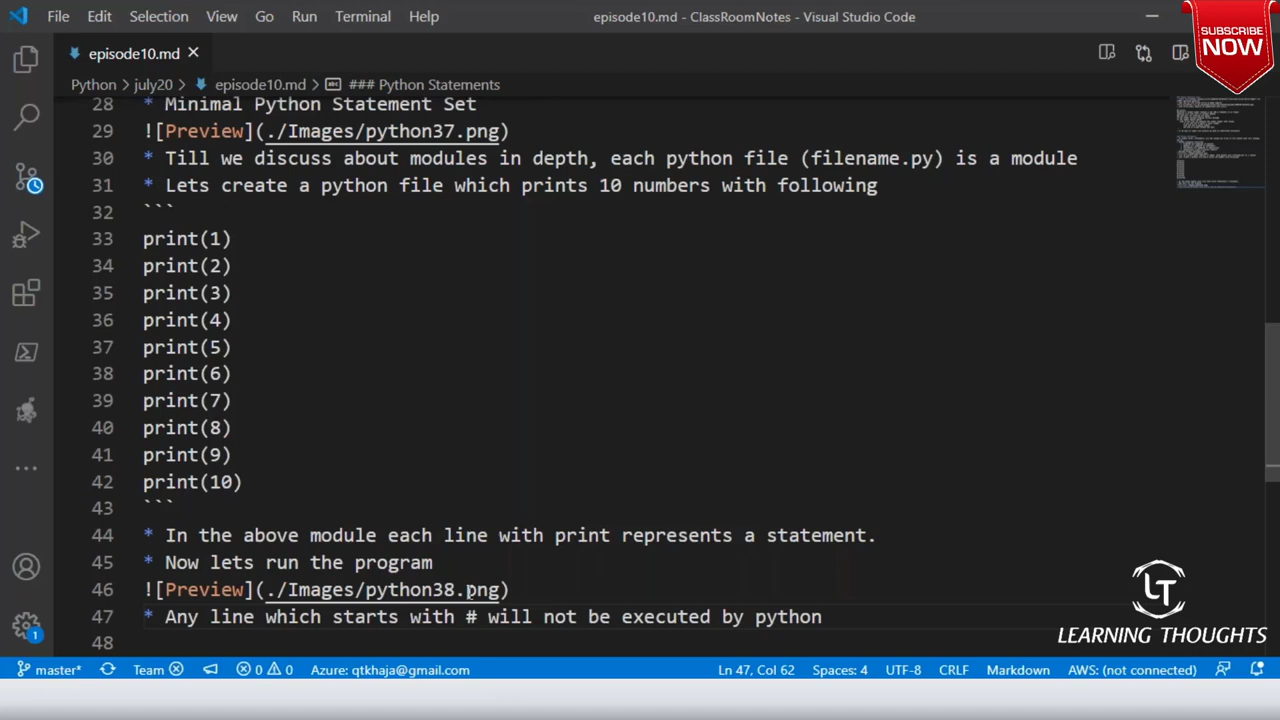 File Edit Selection View Go Run Terminal Help episode10.md - ClassRoomNotes - Visual Studio Code
SUBSCRIBE
NOW
episode10.md
Python > july20 > episode10.md > ### Python Statements
28 * Minimal Python Statement Set
29 ![Preview](./Images/python37.png)
30 * Till we discuss about modules in depth, each python file (filename.py) is a module
31 * Lets create a python file which prints 10 numbers with following
32 ```
33 print(1)
34 print(2)
35 print(3)
36 print(4)
37 print(5)
38 print(6)
39 print(7)
40 print(8)
41 print(9)
42 print(10)
43 ```
44 * In the above module each line with print represents a statement.
45 * Now lets run the program
46 ![Preview](./Images/python38.png)
47 * Any line which starts with # will not be executed by python
48
LT
LEARNING THOUGHTS
1
master* Team 0 0 Azure: qtkhaja@gmail.com Ln 47, Col 62 Spaces: 4 UTF-8 CRLF Markdown AWS: (not connected)